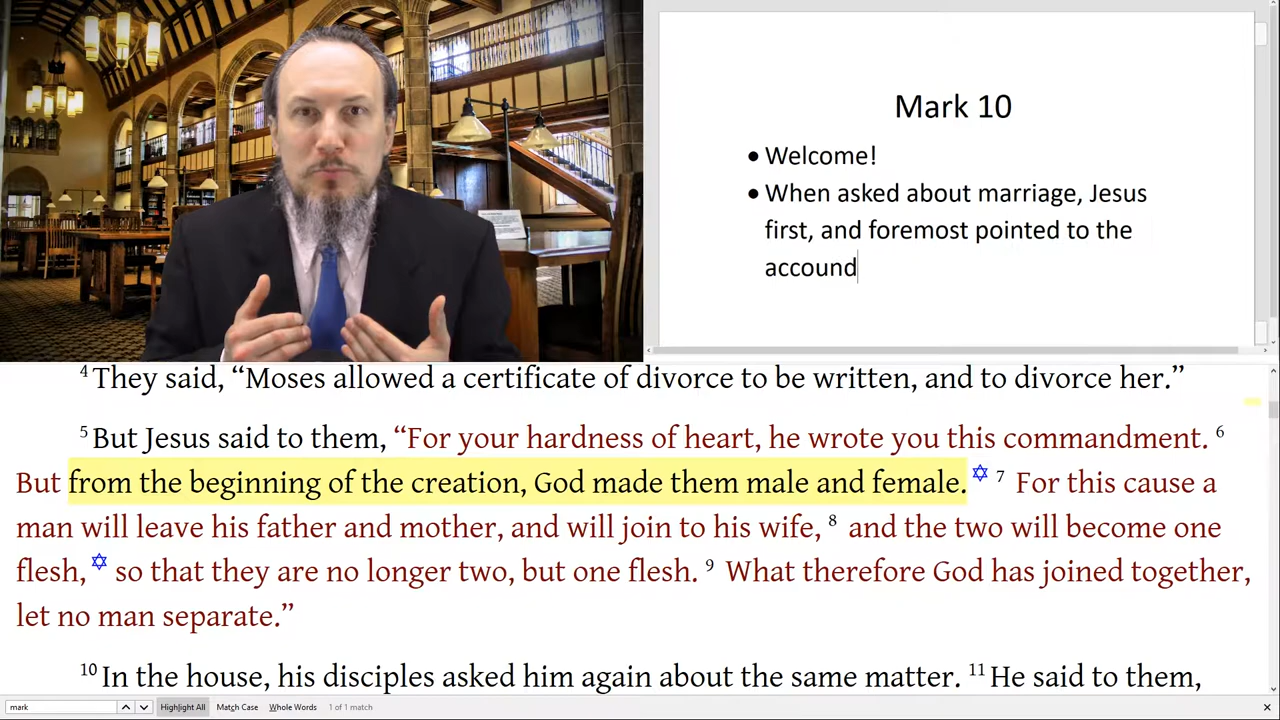 Mark 10
• Welcome!
• When asked about marriage, Jesus
first, and foremost pointed to the
accound
4 They said, “Moses allowed a certificate of divorce to be written, and to divorce her.”
5 But Jesus said to them, “For your hardness of heart, he wrote you this commandment. 6
But from the beginning of the creation, God made them male and female.✡ 7 For this cause a
man will leave his father and mother, and will join to his wife, 8 and the two will become one
flesh,✡ so that they are no longer two, but one flesh. 9 What therefore God has joined together,
let no man separate.”
10 In the house, his disciples asked him again about the same matter. 11 He said to them,
mark Highlight All Match Case Whole Words 1 of 1 match